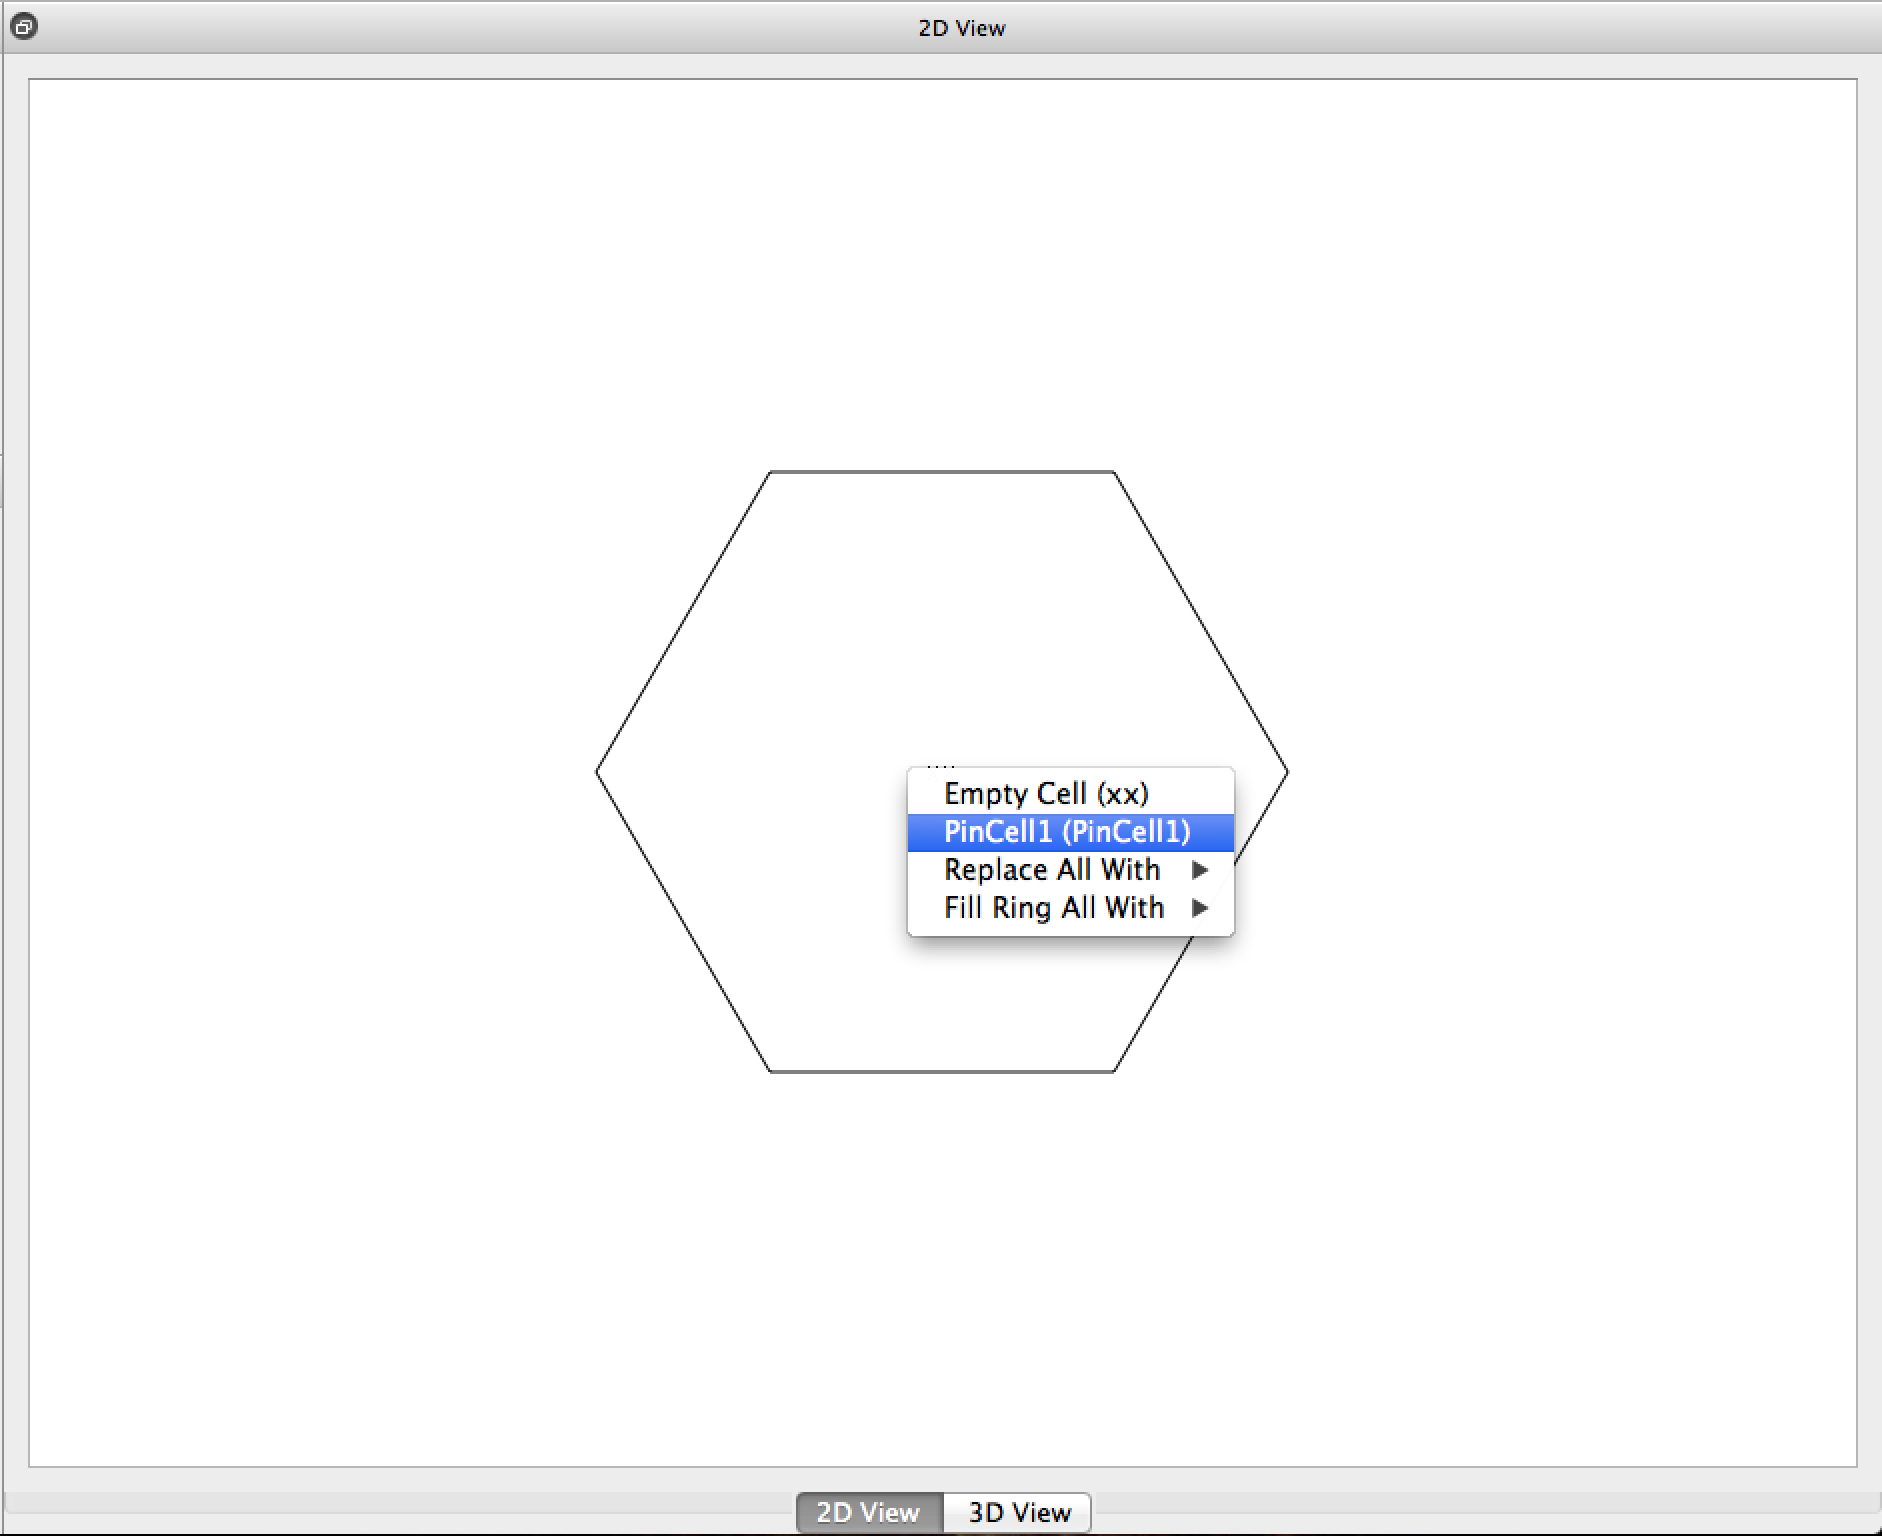 2D View
Empty Cell (xx)
PinCell1 (PinCell1)
Replace All With
Fill Ring All With
2D View
3D View